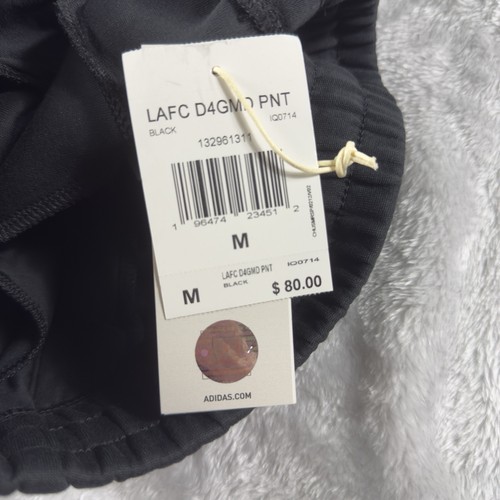 LAFC D4GMD PNT
BLACK IQ0714
132961311
1 96474 23451 2
M
LAFC D4GMD PNT IQ0714
M BLACK $ 80.00
ADIDAS.COM